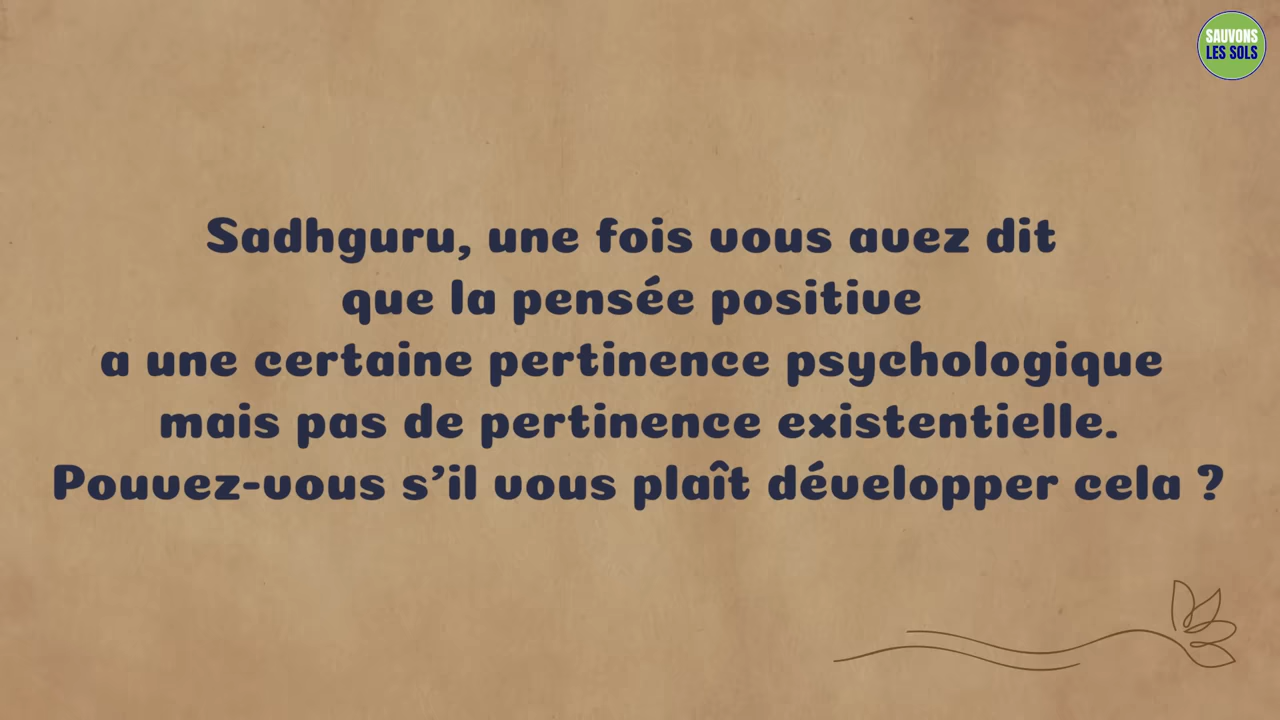 SAUVONS
LES SOLS
Sadhguru, une fois vous avez dit
que la pensée positive
a une certaine pertinence psychologique
mais pas de pertinence existentielle.
Pouvez-vous s’il vous plaît développer cela ?